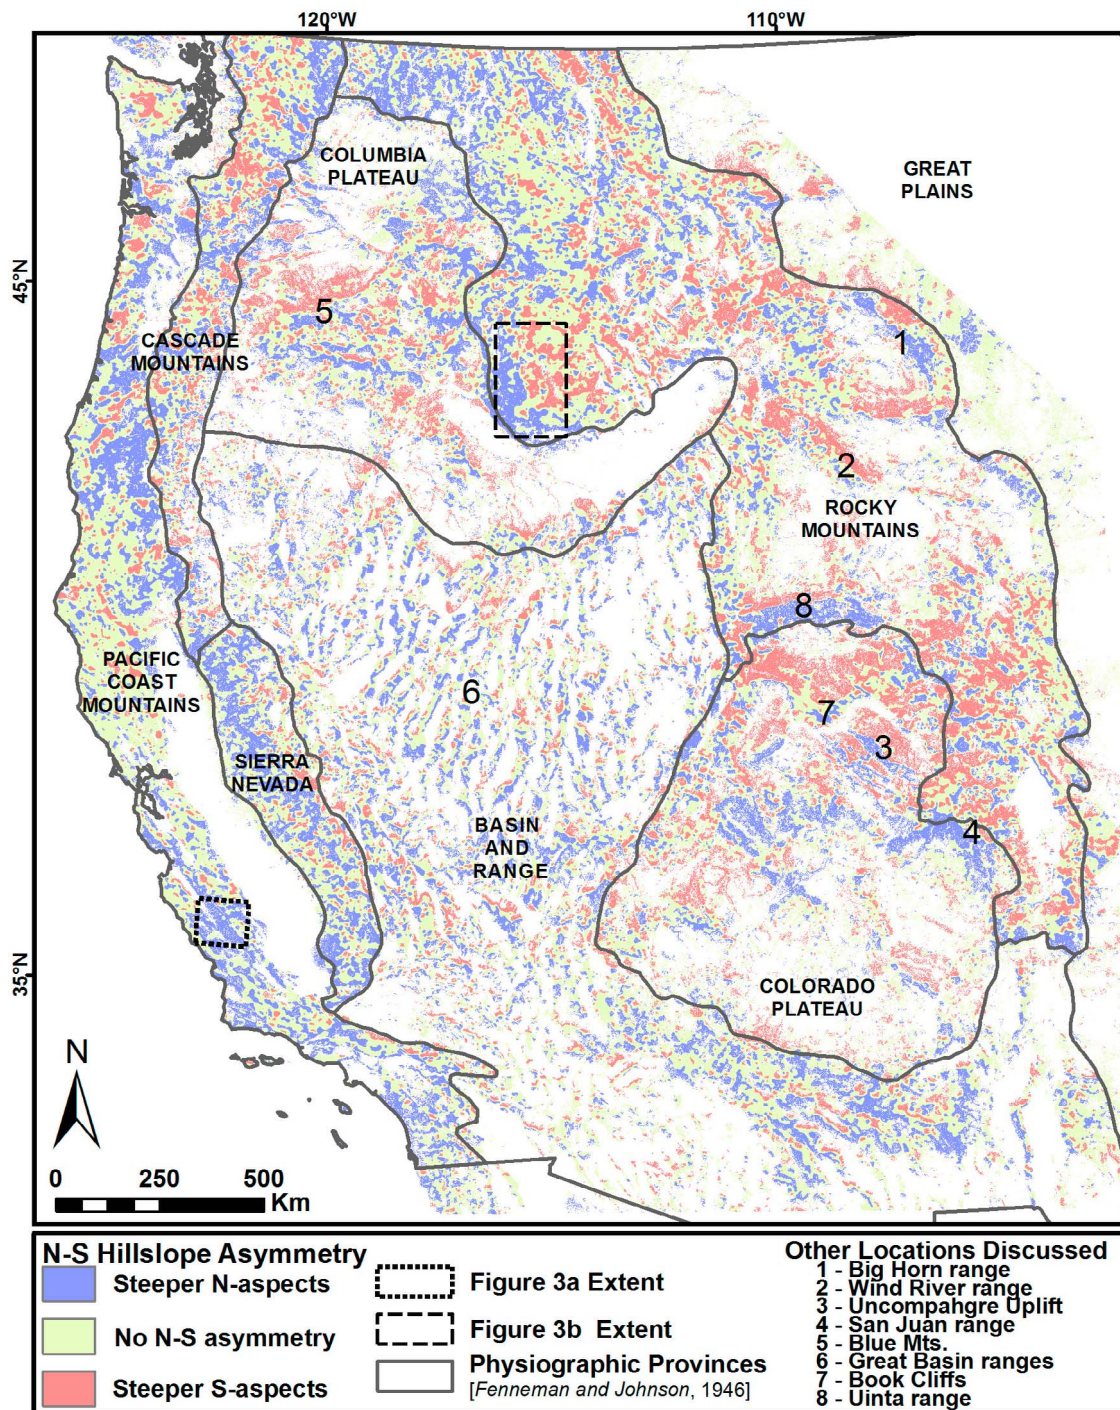 120°W
110°W
COLUMBIA
PLATEAU
GREAT
PLAINS
45°N
5
1
CASCADE
MOUNTAINS
2
ROCKY
MOUNTAINS
8
PACIFIC
COAST
MOUNTAINS
6
7
3
SIERRA
NEVADA
BASIN
AND
RANGE
4
35°N
COLORADO
PLATEAU
N
0 250 500
Km
N-S Hillslope Asymmetry
Steeper N-aspects
No N-S asymmetry
Steeper S-aspects
Figure 3a Extent
Figure 3b Extent
Physiographic Provinces
[Fenneman and Johnson, 1946]
Other Locations Discussed
1 - Big Horn range
2 - Wind River range
3 - Uncompahgre Uplift
4 - San Juan range
5 - Blue Mts.
6 - Great Basin ranges
7 - Book Cliffs
8 - Uinta range